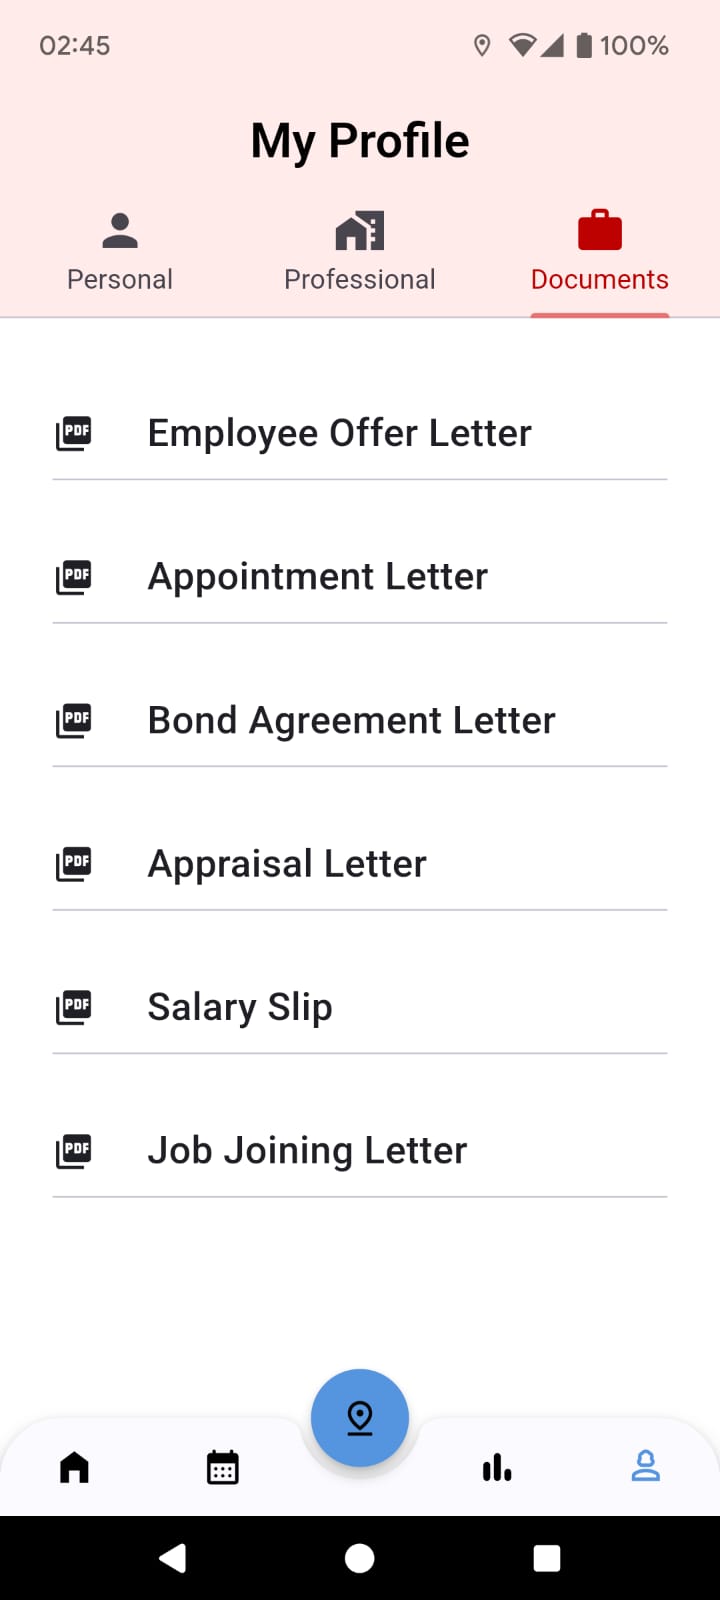 02:45 100%
My Profile
Personal Professional Documents
PDF Employee Offer Letter
PDF Appointment Letter
PDF Bond Agreement Letter
PDF Appraisal Letter
PDF Salary Slip
PDF Job Joining Letter